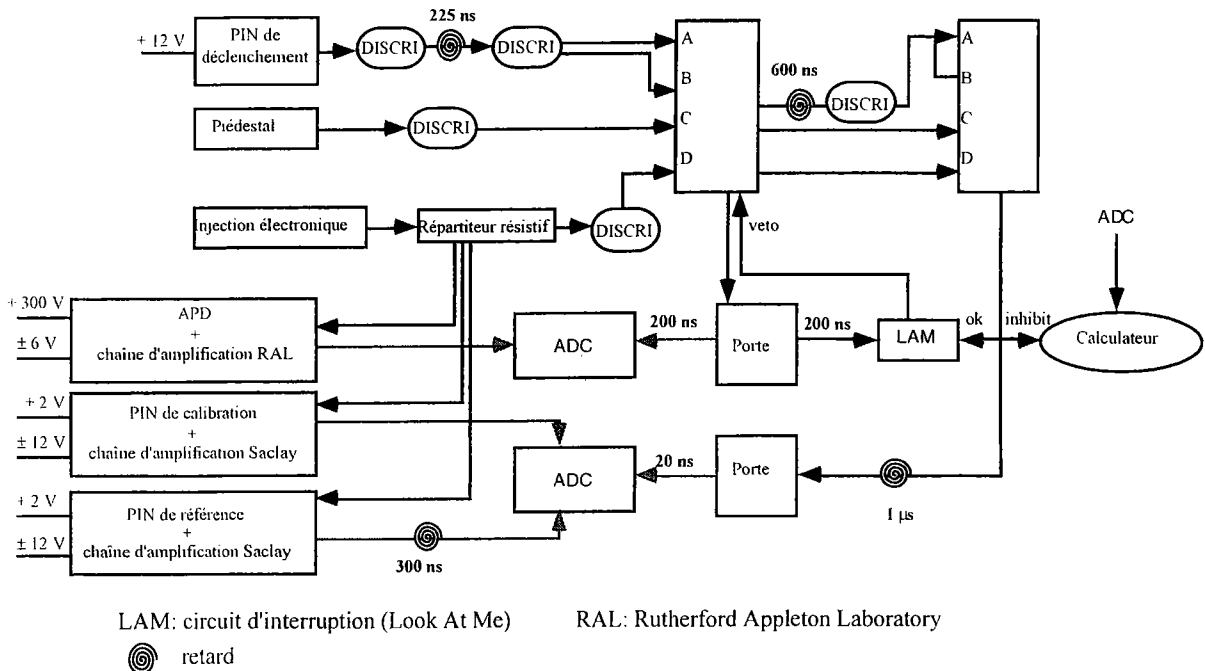 225 ns
+ 12 V
PIN de
déclenchement
DISCRI
DISCRI
A
B
C
D
600 ns
DISCRI
A
B
C
D
Piédestal
DISCRI
Injection électronique
Répartiteur résistif
DISCRI
veto
ADC
+ 300 V
± 6 V
APD
+
chaîne d'amplification RAL
ADC
200 ns
Porte
200 ns
LAM
ok
inhibit
Calculateur
+ 2 V
± 12 V
PIN de calibration
+
chaîne d'amplification Saclay
ADC
20 ns
Porte
1 µs
+ 2 V
± 12 V
PIN de référence
+
chaîne d'amplification Saclay
300 ns
LAM: circuit d'interruption (Look At Me)
RAL: Rutherford Appleton Laboratory
retard